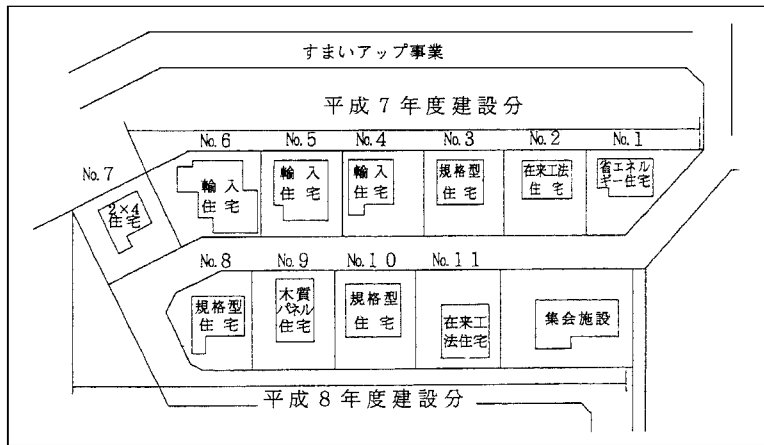 すまいアップ事業
平成7年度建設分
No.7
No.6
No.5
No.4
No.3
No.2
No.1
2×4
住宅
輸入
住宅
輸入
住宅
輸入
住宅
規格型
住宅
在来工法
住宅
省エネル
ギー住宅
No.8
No.9
No.10
No.11
規格型
住宅
木質
パネル
住宅
規格型
住宅
在来工
法住宅
集会施設
平成8年度建設分